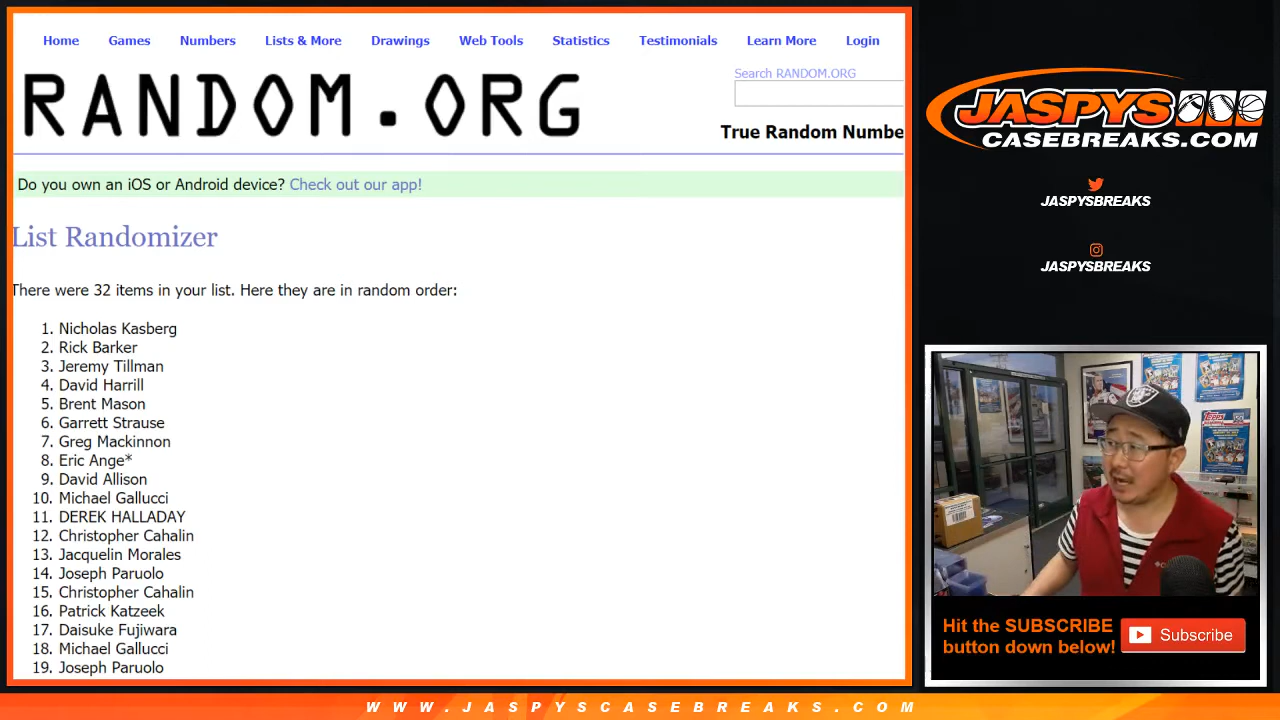 Home Games Numbers Lists & More Drawings Web Tools Statistics Testimonials Learn More Login
RANDOM.ORG
Search RANDOM.ORG
True Random Numbe
Do you own an iOS or Android device? Check out our app!
List Randomizer
There were 32 items in your list. Here they are in random order:
1. Nicholas Kasberg
2. Rick Barker
3. Jeremy Tillman
4. David Harrill
5. Brent Mason
6. Garrett Strause
7. Greg Mackinnon
8. Eric Ange*
9. David Allison
10. Michael Gallucci
11. DEREK HALLADAY
12. Christopher Cahalin
13. Jacquelin Morales
14. Joseph Paruolo
15. Christopher Cahalin
16. Patrick Katzeek
17. Daisuke Fujiwara
18. Michael Gallucci
19. Joseph Paruolo
JASPYS
CASEBREAKS.COM
JASPYSBREAKS
JASPYSBREAKS
Topps
Hit the SUBSCRIBE
button down below!
Subscribe
WWW.JASPYSCASEBREAKS.COM